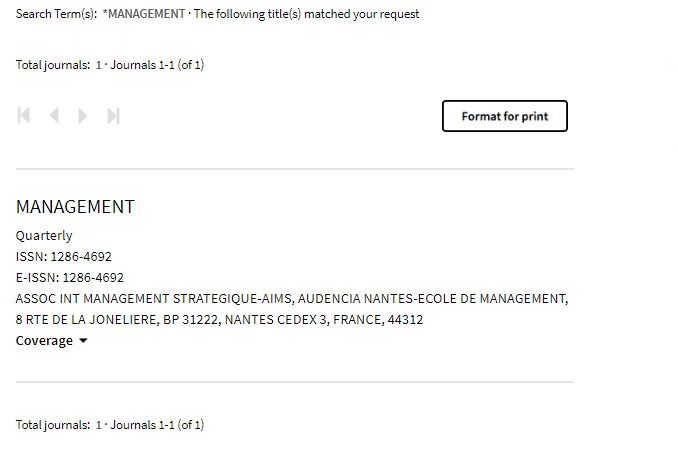 Search Term(s): *MANAGEMENT · The following title(s) matched your request
Total journals: 1 · Journals 1-1 (of 1)
Format for print
MANAGEMENT
Quarterly
ISSN: 1286-4692
E-ISSN: 1286-4692
ASSOC INT MANAGEMENT STRATEGIQUE-AIMS, AUDENCIA NANTES-ECOLE DE MANAGEMENT,
8 RTE DE LA JONELIERE, BP 31222, NANTES CEDEX 3, FRANCE, 44312
Coverage
Total journals: 1 · Journals 1-1 (of 1)